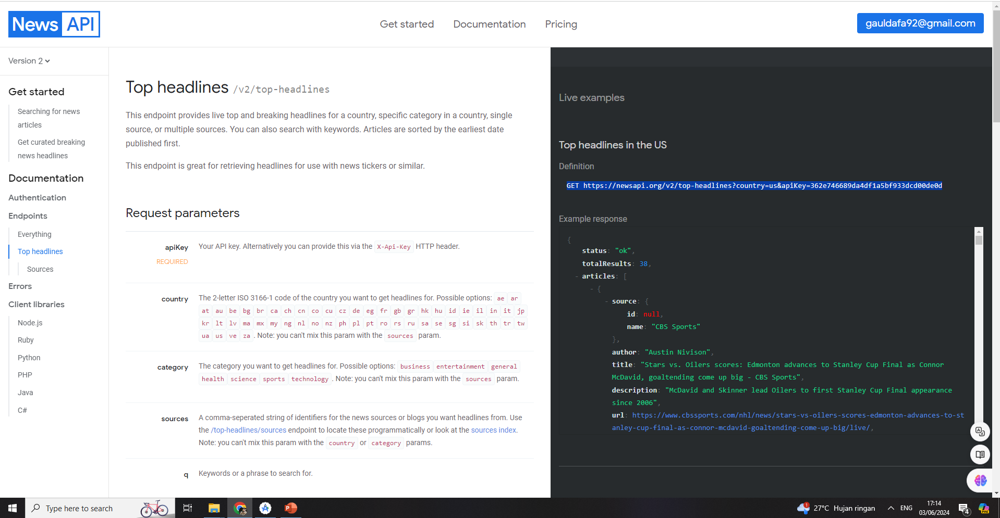 News API
Get started
Documentation
Pricing
gauldafa92@gmail.com
Version 2
Get started
Searching for news
articles
Get curated breaking
news headlines
Documentation
Authentication
Endpoints
Everything
Top headlines
Sources
Errors
Client libraries
Node.js
Ruby
Python
PHP
Java
C#
Top headlines /v2/top-headlines
This endpoint provides live top and breaking headlines for a country, specific category in a country, single
source, or multiple sources. You can also search with keywords. Articles are sorted by the earliest date
published first.
This endpoint is great for retrieving headlines for use with news tickers or similar.
Request parameters
apiKey
REQUIRED
Your API key. Alternatively you can provide this via the X-Api-Key HTTP header.
country
The 2-letter ISO 3166-1 code of the country you want to get headlines for. Possible options: ae ar
at au be bg br ca ch cn co cu cz de eg fr gb gr hk hu id ie il in it jp
kr lt lv ma mx my ng nl no nz ph pl pt ro rs ru sa se sg si sk th tr tw
ua us ve za . Note: you can't mix this param with the sources param.
category
The category you want to get headlines for. Possible options: business entertainment general
health science sports technology . Note: you can't mix this param with the sources param.
sources
A comma-seperated string of identifiers for the news sources or blogs you want headlines from. Use
the /top-headlines/sources endpoint to locate these programmatically or look at the sources index.
Note: you can't mix this param with the country or category params.
q
Keywords or a phrase to search for.
Live examples
Top headlines in the US
Definition
GET https://newsapi.org/v2/top-headlines?country=us&apiKey=362e746689da4df1a5bf933dcd00de0d
Example response
{
status: "ok",
totalResults: 38,
- articles: [
- {
- source: {
id: null,
name: "CBS Sports"
},
author: "Austin Nivison",
title: "Stars vs. Oilers scores: Edmonton advances to Stanley Cup Final as Connor
McDavid, goaltending come up big - CBS Sports",
description: "McDavid and Skinner lead Oilers to first Stanley Cup Final appearance
since 2006",
url: https://www.cbssports.com/nhl/news/stars-vs-oilers-scores-edmonton-advances-to-st
anley-cup-final-as-connor-mcdavid-goaltending-come-up-big/live/,
Type here to search
1
27°C Hujan ringan
ENG
17:14
03/06/2024
4
PRE